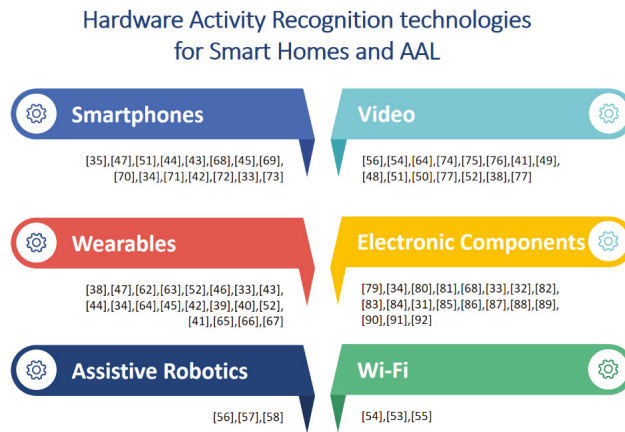 Hardware Activity Recognition technologies
for Smart Homes and AAL
Smartphones
[35],[47],[51],[44],[43],[68],[45],[69],
[70],[34],[71],[42],[72],[33],[73]
Video
[56],[54],[64],[74],[75],[76],[41],[49],
[48],[51],[50],[77],[52],[38],[77]
Wearables
[38],[47],[62],[63],[52],[46],[33],[43],
[44],[34],[64],[45],[42],[39],[40],[52],
[41],[65],[66],[67]
Electronic Components
[79],[34],[80],[81],[68],[33],[32],[82],
[83],[84],[31],[85],[86],[87],[88],[89],
[90],[91],[92]
Assistive Robotics
[56],[57],[58]
Wi-Fi
[54],[53],[55]